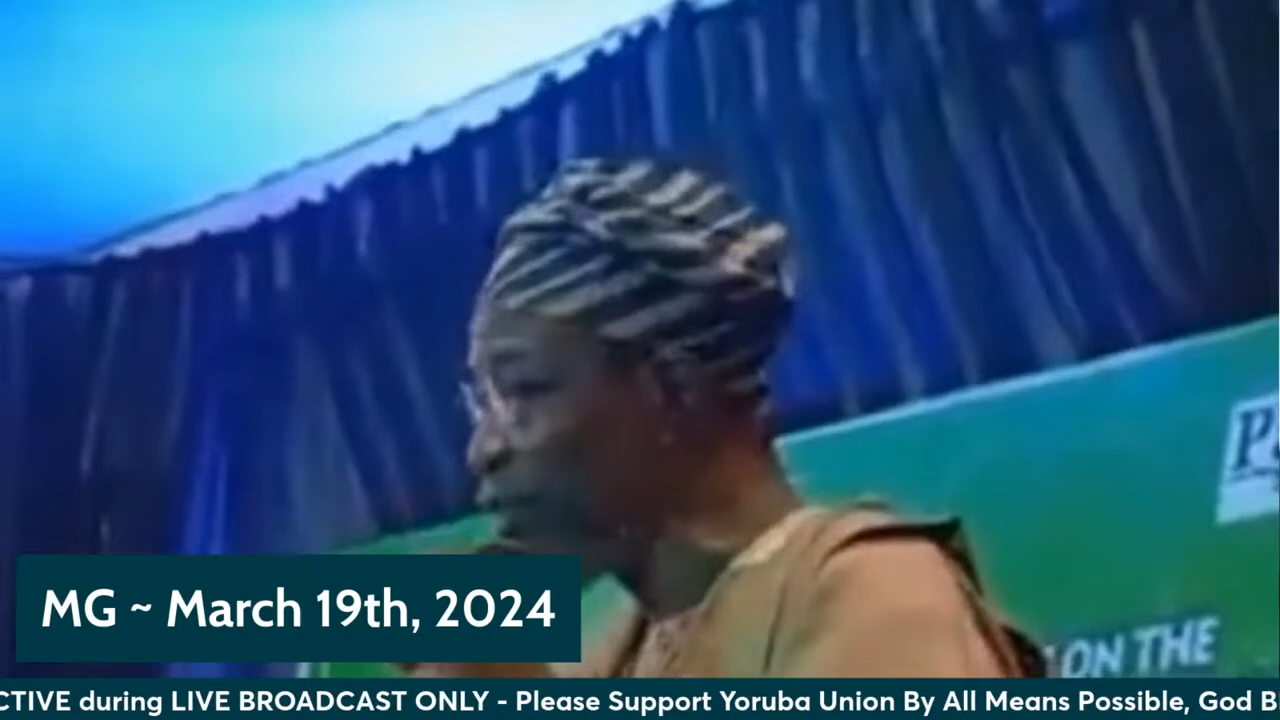 ON THE
MG ~ March 19th, 2024
CTIVE during LIVE BROADCAST ONLY - Please Support Yoruba Union By All Means Possible, God B